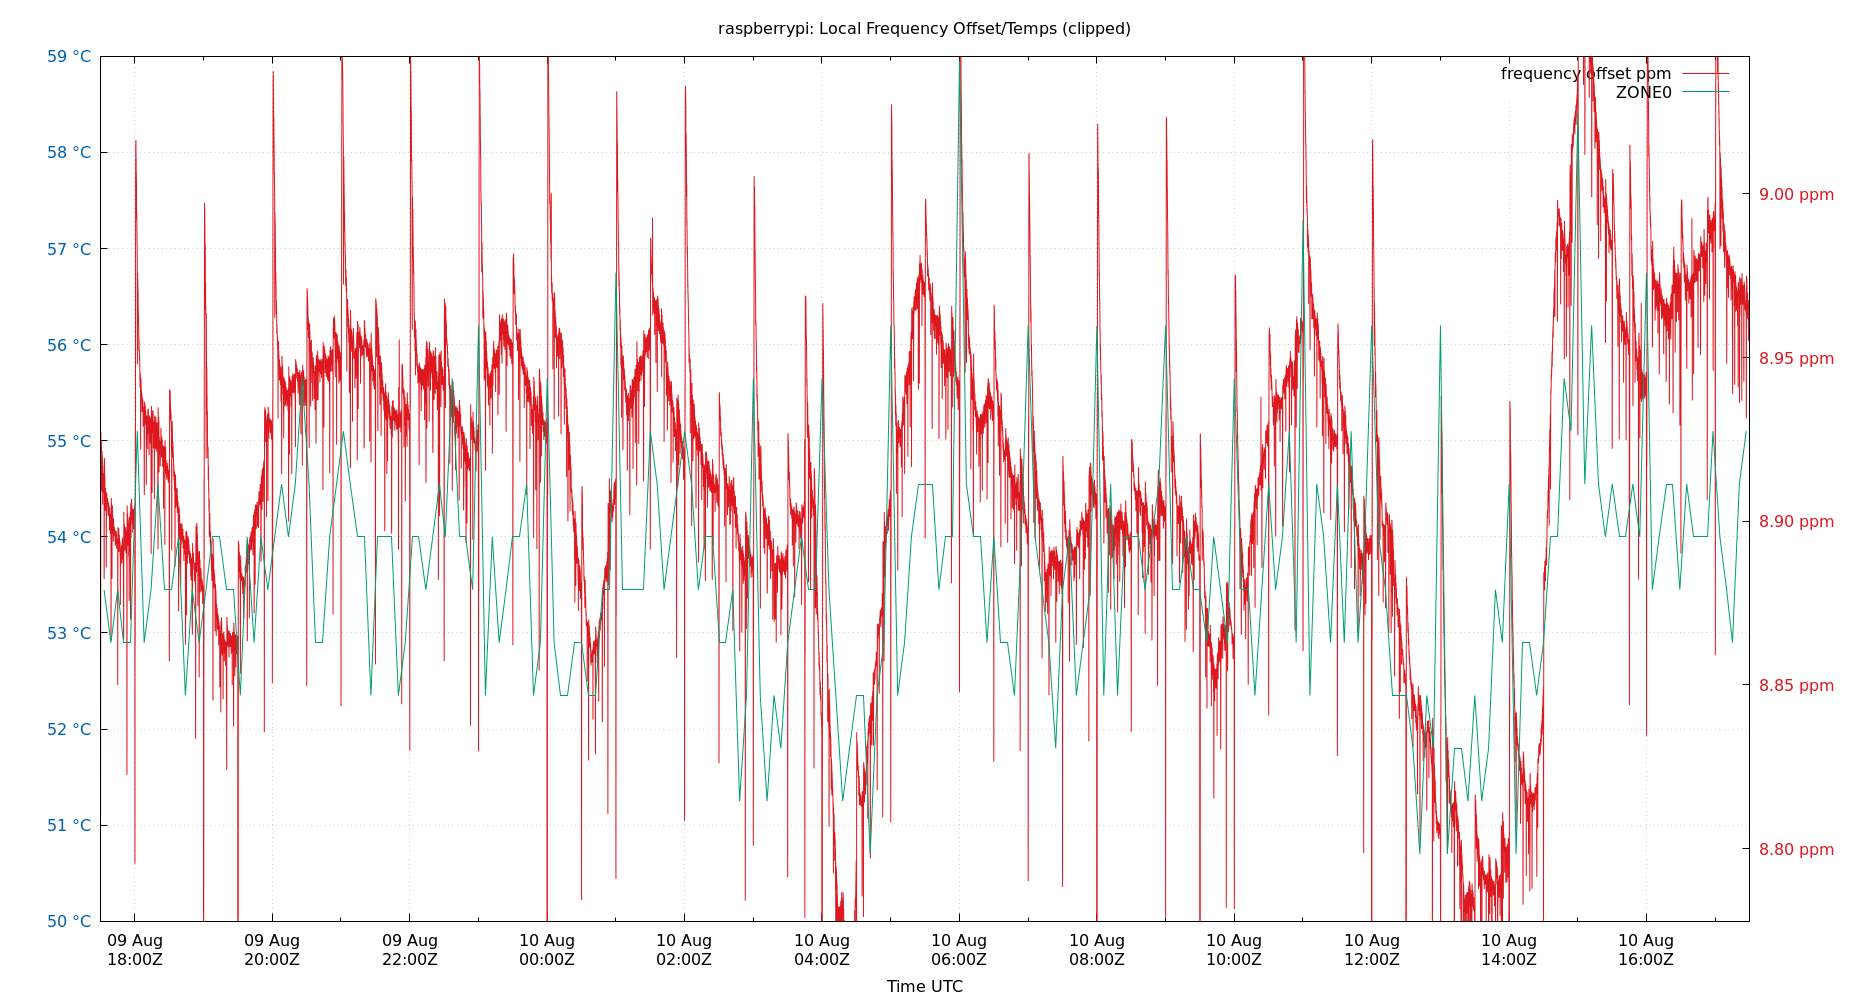 raspberrypi: Local Frequency Offset/Temps (clipped)
frequency offset ppm
ZONE0
59 °C
58 °C
57 °C
56 °C
55 °C
54 °C
53 °C
52 °C
51 °C
50 °C
9.00 ppm
8.95 ppm
8.90 ppm
8.85 ppm
8.80 ppm
09 Aug 09 Aug 09 Aug 10 Aug 10 Aug 10 Aug 10 Aug 10 Aug 10 Aug 10 Aug 10 Aug 10 Aug
18:00Z 20:00Z 22:00Z 00:00Z 02:00Z 04:00Z 06:00Z 08:00Z 10:00Z 12:00Z 14:00Z 16:00Z
Time UTC